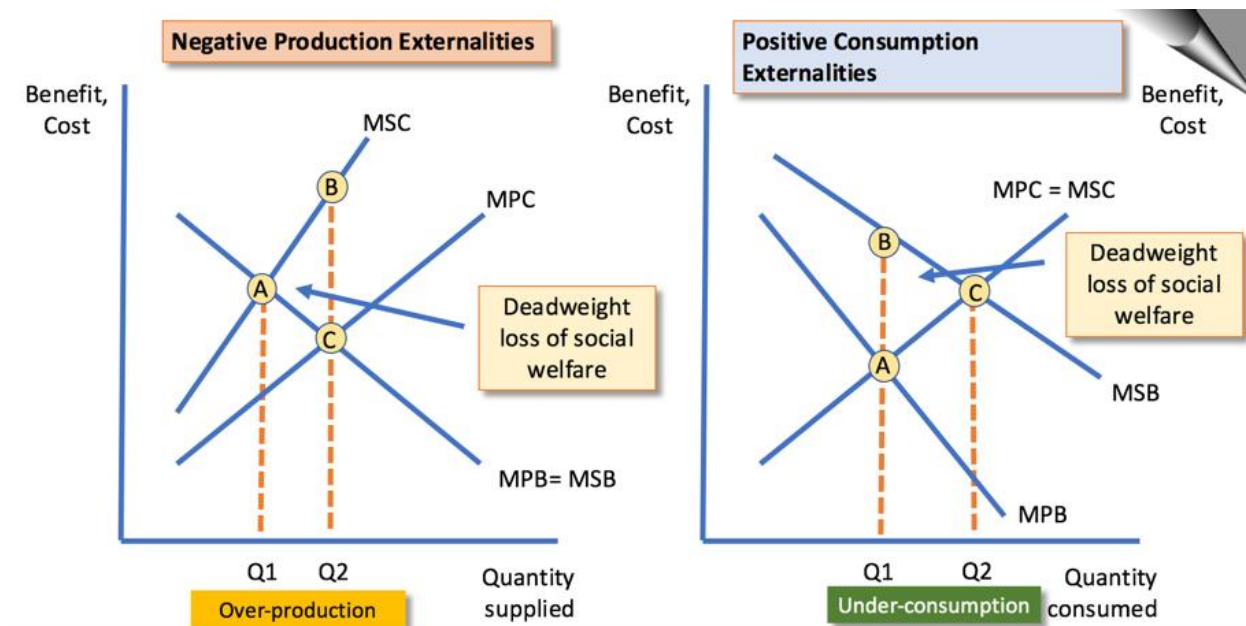 Negative Production Externalities
Benefit,
Cost
MSC
B
MPC
A
Deadweight
loss of social
welfare
C
MPB= MSB
Q1
Q2
Quantity
supplied
Over-production
Positive Consumption
Externalities
Benefit,
Cost
Benefit,
Cost
MPC = MSC
B
Deadweight
loss of social
welfare
C
A
MSB
MPB
Q1
Q2
Quantity
consumed
Under-consumption